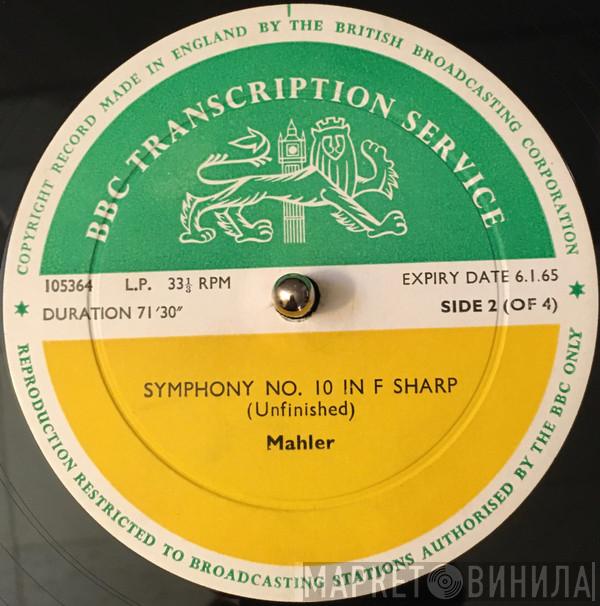 COPYRIGHT RECORD MADE IN ENGLAND BY THE BRITISH BROADCASTING CORPORATION
BBC TRANSCRIPTION SERVICE
105364 L.P. 33⅓ RPM
EXPIRY DATE 6.1.65
DURATION 71'30"
SIDE 2 (OF 4)
SYMPHONY NO. 10 IN F SHARP
(Unfinished)
Mahler
REPRODUCTION RESTRICTED TO BROADCASTING STATIONS AUTHORISED BY THE BBC ONLY
МАРКЕТ ВИНИЛА